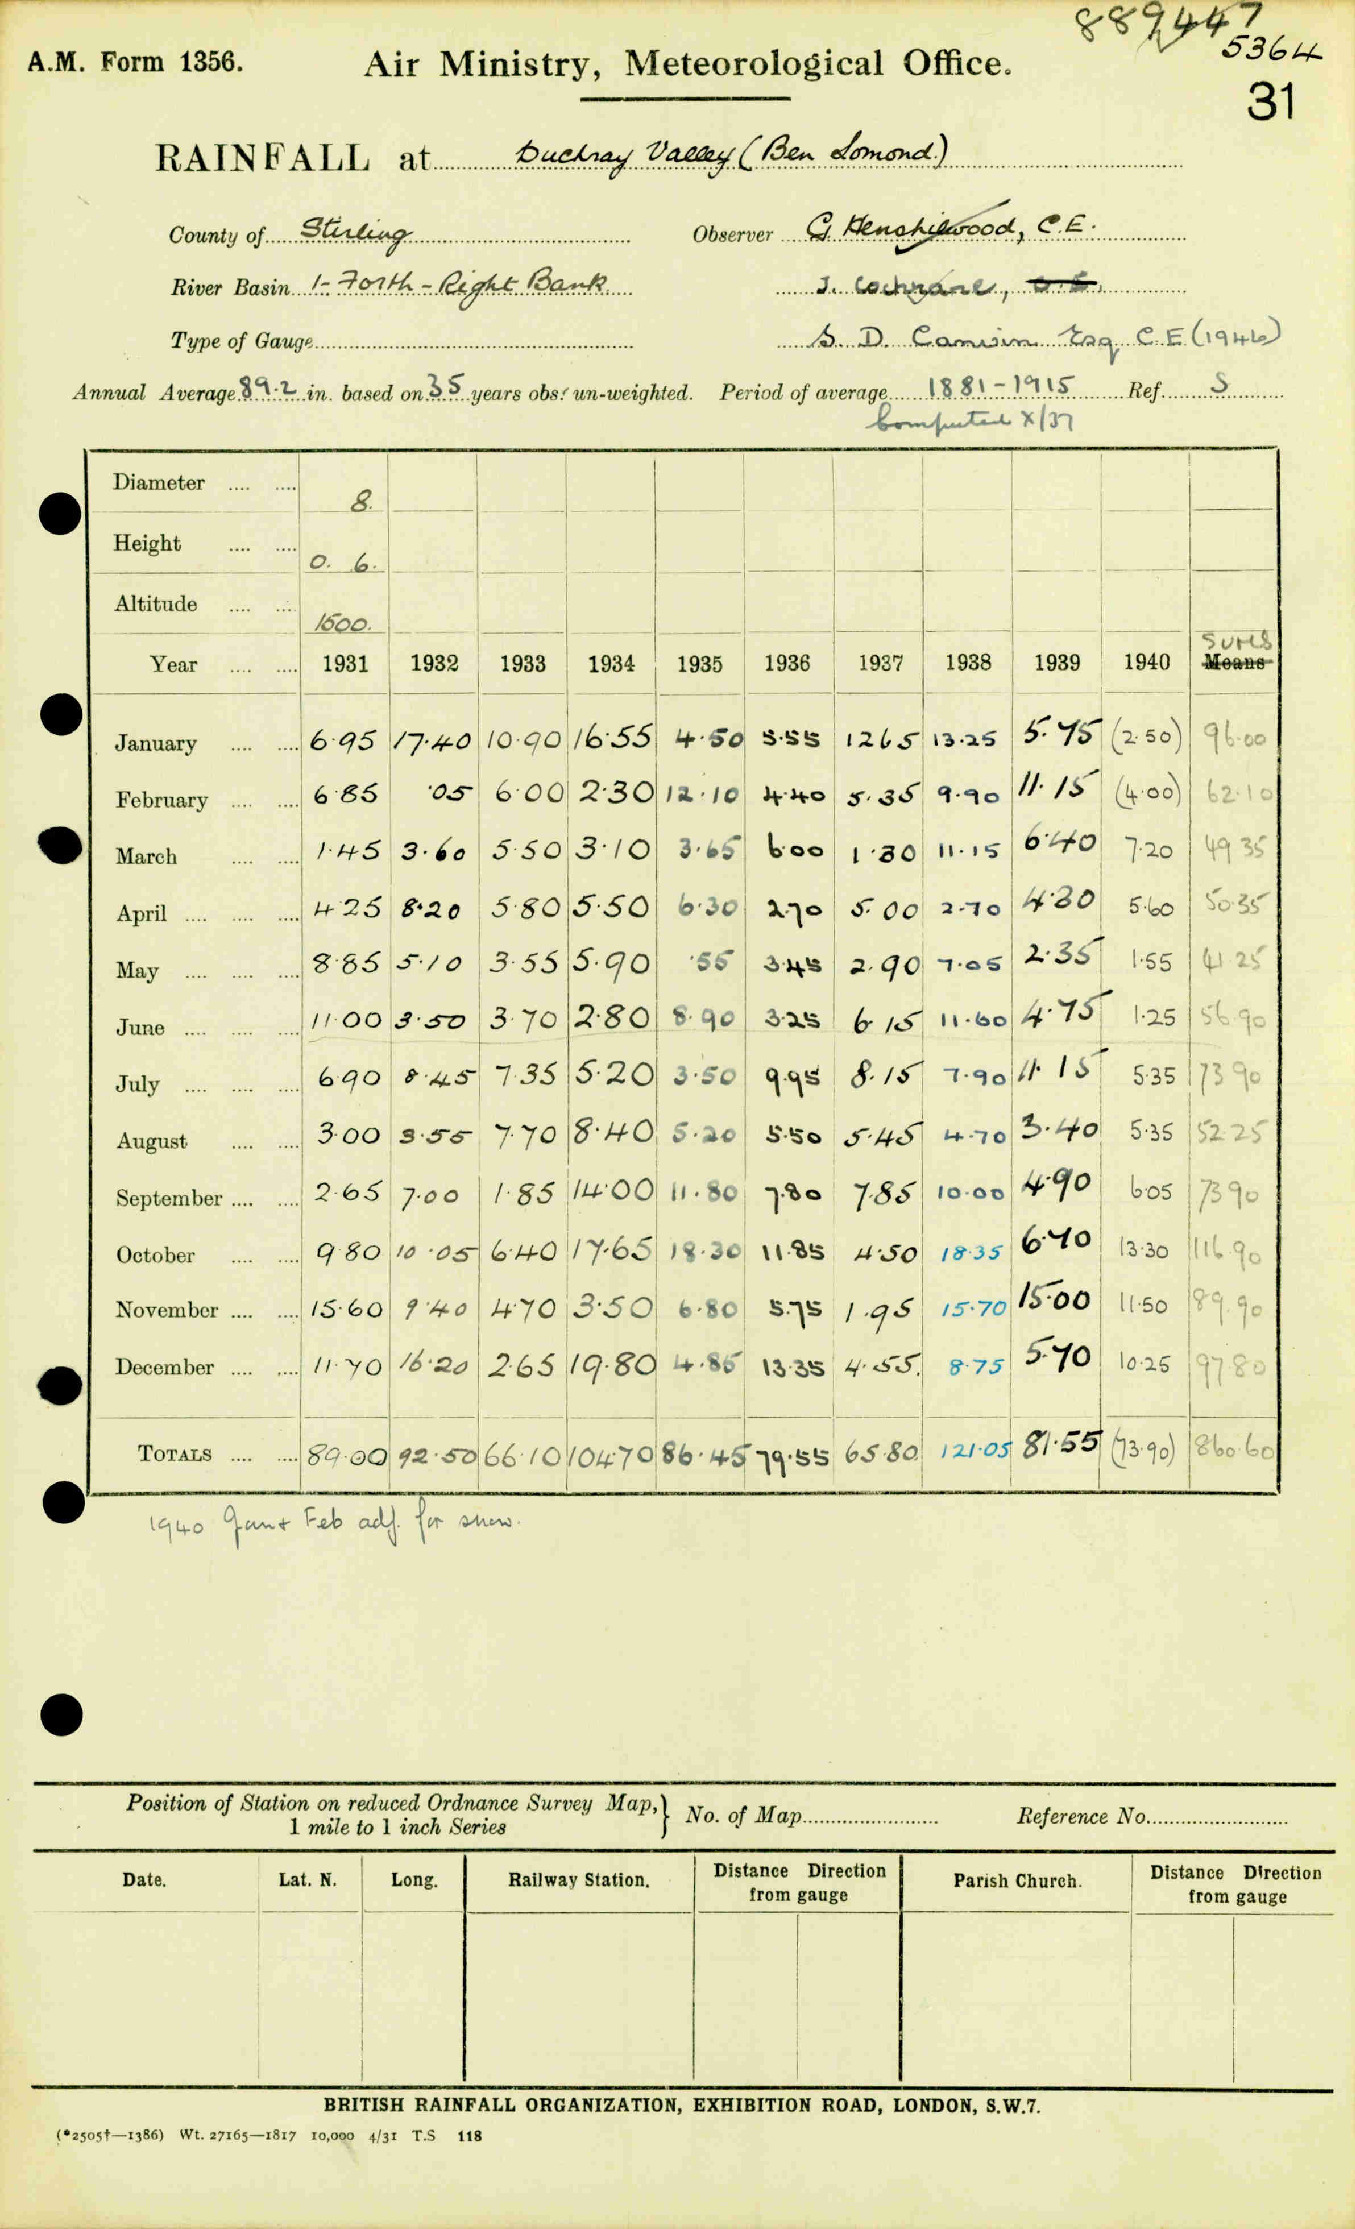 889447
5364
A.M. Form 1356. Air Ministry, Meteorological Office.
31
RAINFALL at Duchray Valley (Ben Lomond)
County of Stirling Observer G Henshilwood, C.E.
River Basin 1- Forth - Right Bank J. Cochrane, C.E.
Type of Gauge S. D. Esq C.E (1946)
Annual Average 89.2 in. based on 35 years obs. un-weighted. Period of average 1881-1915 Ref. S
Computed X/37
Diameter 8.
Height 0. 6.
Altitude 1500.
Sums
Year 1931 1932 1933 1934 1935 1936 1937 1938 1939 1940 Means
January 6.95 17.40 10.90 16.55 4.50 5.55 12.65 13.25 5.75 (2.50) 96.00
February 6.85 .05 6.00 2.30 12.10 4.40 5.35 9.90 11.15 (4.00) 62.10
March 1.45 3.60 5.50 3.10 3.65 6.00 1.30 11.15 6.40 7.20 49.35
April 4.25 8.20 5.80 5.50 6.30 2.70 5.00 2.70 4.30 5.60 50.35
May 8.85 5.10 3.55 5.90 .55 3.45 2.90 7.05 2.35 1.55 41.25
June 11.00 3.50 3.70 2.80 8.90 3.25 6.15 11.60 4.75 1.25 56.90
July 6.90 8.45 7.35 5.20 3.50 9.95 8.15 7.90 11.15 5.35 73.90
August 3.00 3.55 7.70 8.40 5.20 5.50 5.45 4.70 3.40 5.35 52.25
September 2.65 7.00 1.85 14.00 11.80 7.80 7.85 10.00 4.90 6.05 73.90
October 9.80 10.05 6.40 17.65 18.30 11.85 4.50 18.35 6.70 13.30 116.90
November 15.60 9.40 4.70 3.50 6.80 5.75 1.95 15.70 15.00 11.50 89.90
December 11.70 16.20 2.65 19.80 4.85 13.35 4.55 8.75 5.70 10.25 97.80
TOTALS 89.00 92.50 66.10 104.70 86.45 79.55 65.80 121.05 81.55 (73.90) 860.60
1940 Jan & Feb adj. for snow.
Position of Station on reduced Ordnance Survey Map, } No. of Map Reference No.
1 mile to 1 inch Series
Date. Lat. N. Long. Railway Station. Distance Direction from gauge Parish Church. Distance Direction from gauge
BRITISH RAINFALL ORGANIZATION, EXHIBITION ROAD, LONDON, S.W.7.
(*2505†—1386) Wt. 27165—1817 10,000 4/31 T.S 118